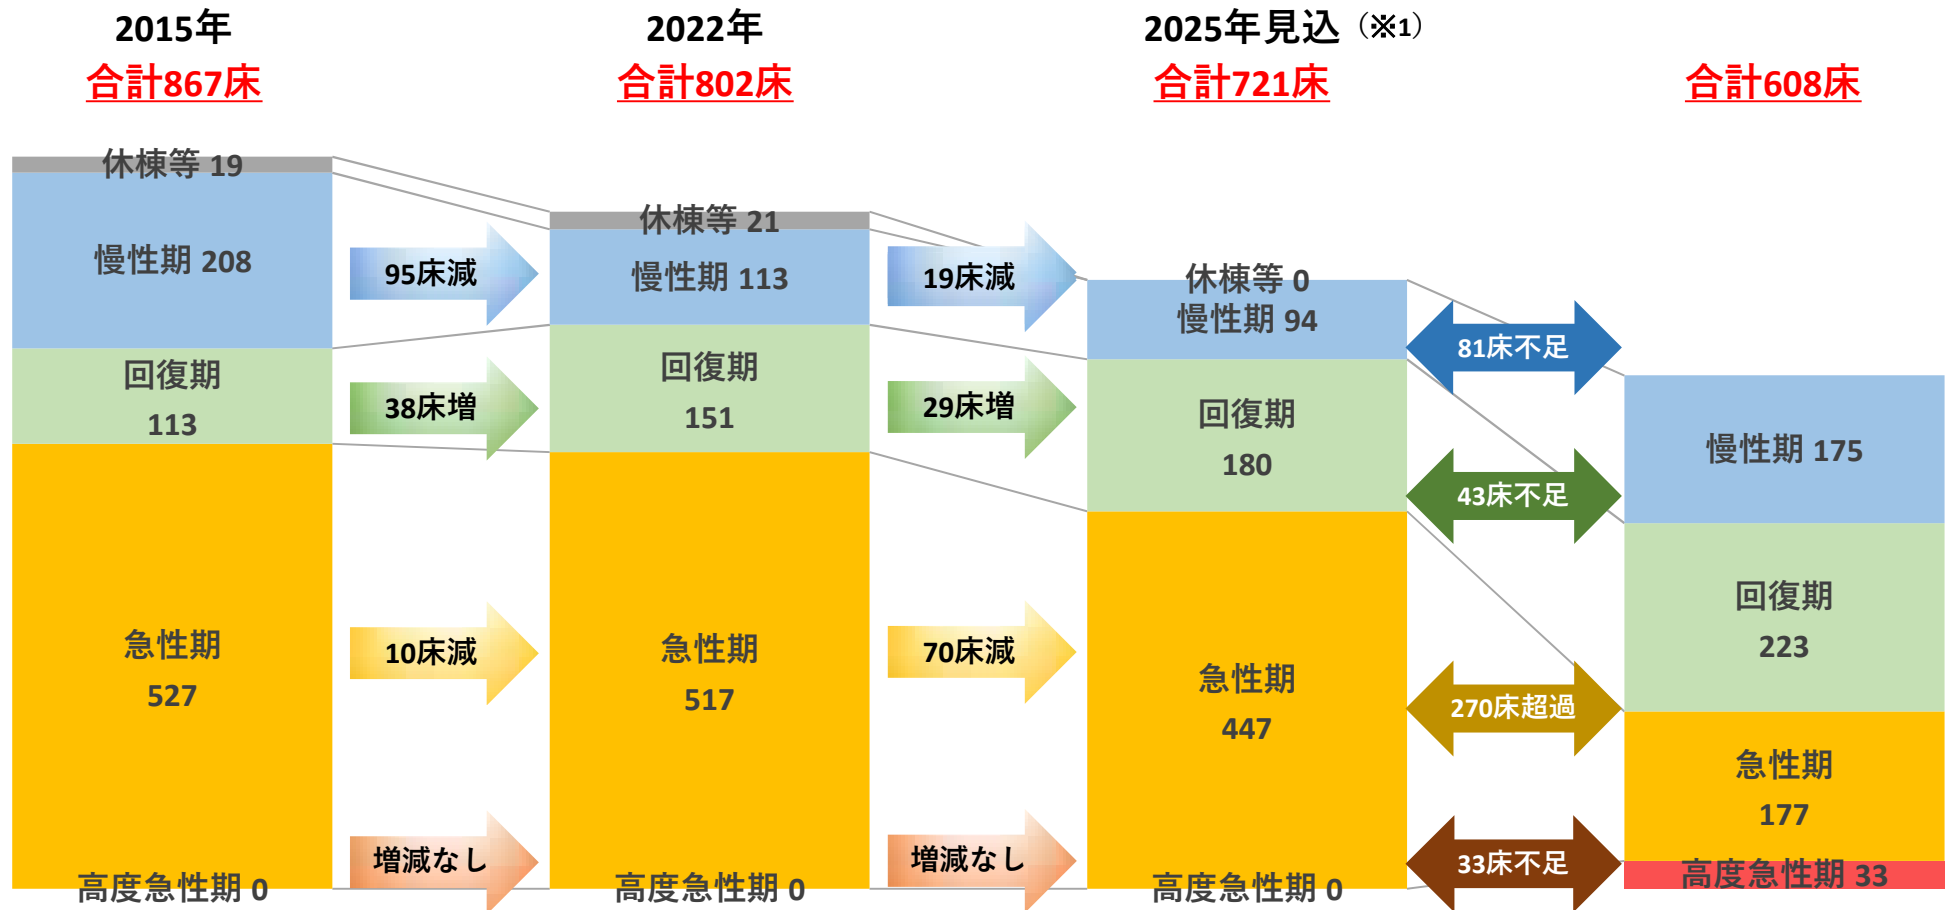 2015年
合計867床
2022年
合計802床
2025年見込（※1）
合計721床
合計608床
休棟等 19
慢性期 208
回復期
113
急性期
527
高度急性期 0
95床減
38床増
10床減
増減なし
休棟等 21
慢性期 113
回復期
151
急性期
517
高度急性期 0
19床減
29床増
70床減
増減なし
休棟等 0
慢性期 94
回復期
180
急性期
447
高度急性期 0
81床不足
43床不足
270床超過
33床不足
慢性期 175
回復期
223
急性期
177
高度急性期 33